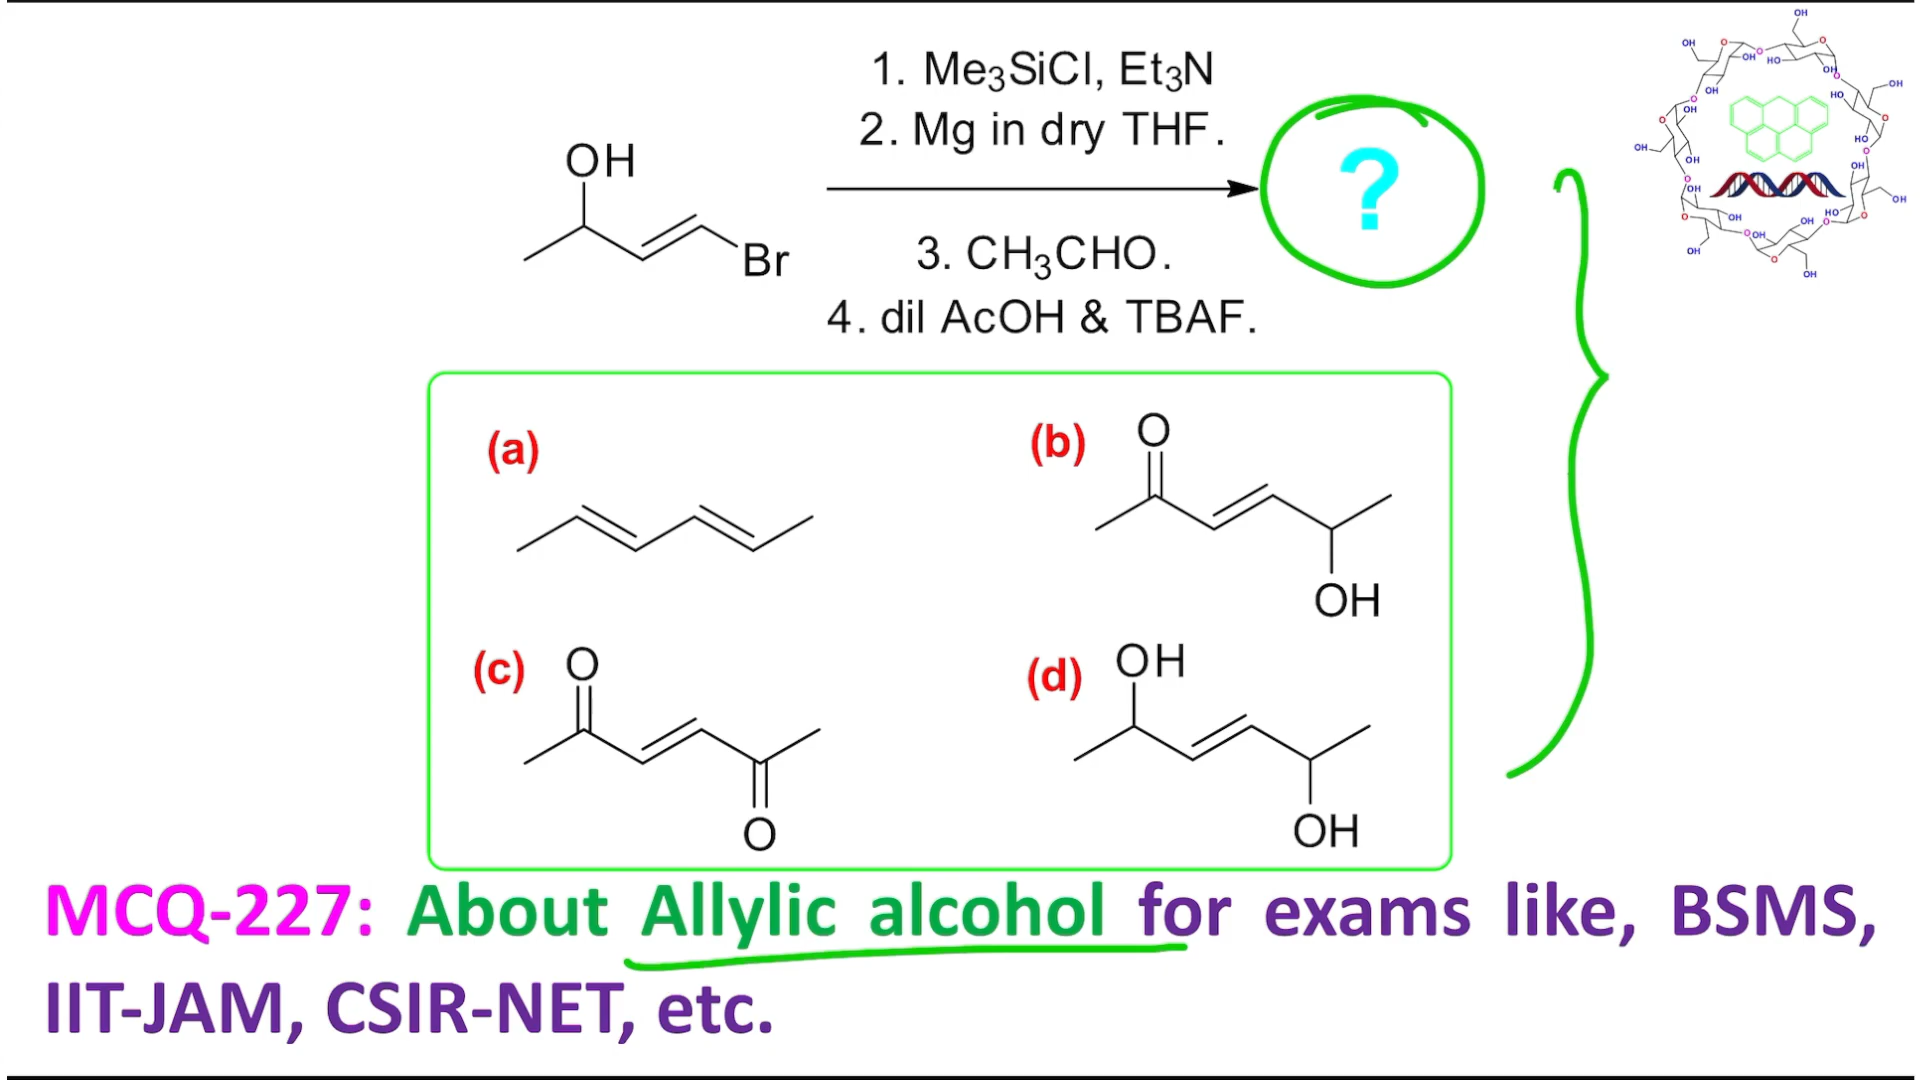 1. Me3SiCl, Et3N
2. Mg in dry THF.
OH
Br
?
3. CH3CHO.
4. dil AcOH & TBAF.
(a)
(b)
O
OH
(c)
O
O
(d)
OH
OH
MCQ-227: About Allylic alcohol for exams like, BSMS,
IIT-JAM, CSIR-NET, etc.